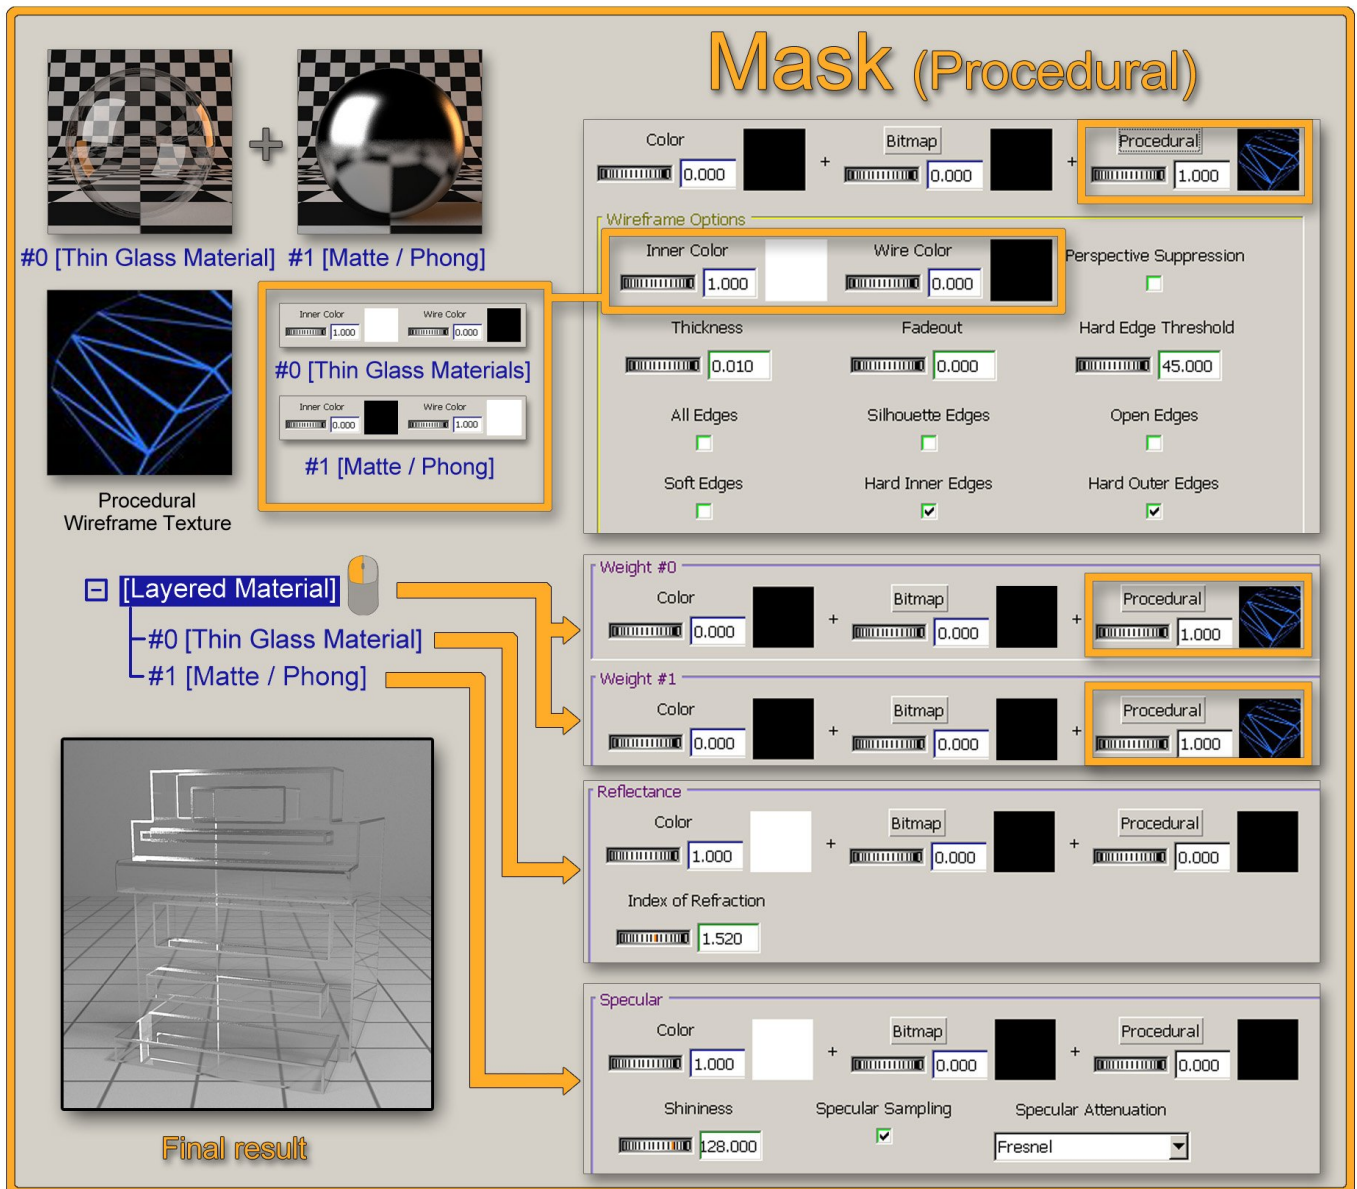 Mask (Procedural)
#0 [Thin Glass Material]
#1 [Matte / Phong]
Color
0.000
+
Bitmap
0.000
+
Procedural
1.000
Wireframe Options
Inner Color
1.000
Wire Color
0.000
Perspective Suppression
Thickness
0.010
Fadeout
0.000
Hard Edge Threshold
45.000
All Edges
Silhouette Edges
Open Edges
Soft Edges
Hard Inner Edges
Hard Outer Edges
Inner Color
1.000
Wire Color
0.000
#0 [Thin Glass Materials]
Inner Color
0.000
Wire Color
1.000
#1 [Matte / Phong]
Procedural
Wireframe Texture
[Layered Material]
#0 [Thin Glass Material]
#1 [Matte / Phong]
Weight #0
Color
0.000
+
Bitmap
0.000
+
Procedural
1.000
Weight #1
Color
0.000
+
Bitmap
0.000
+
Procedural
1.000
Reflectance
Color
1.000
+
Bitmap
0.000
+
Procedural
0.000
Index of Refraction
1.520
Specular
Color
1.000
+
Bitmap
0.000
+
Procedural
0.000
Shininess
128.000
Specular Sampling
Specular Attenuation
Fresnel
Final result